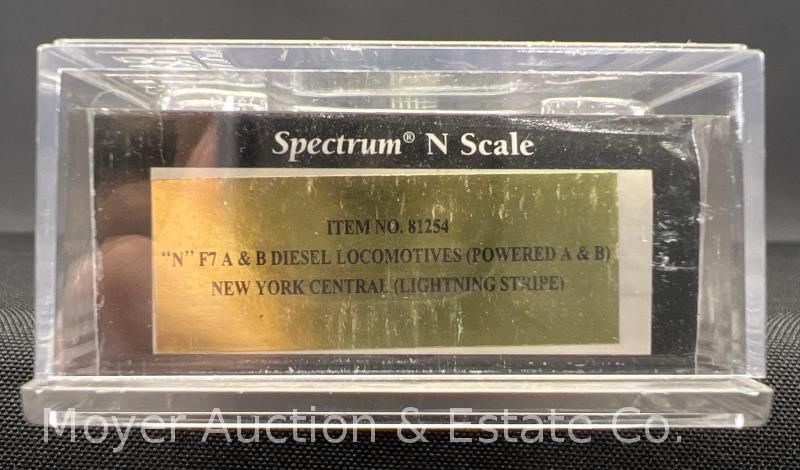 Spectrum® N Scale
ITEM NO. 81254
“N” F7 A & B DIESEL LOCOMOTIVES (POWERED A & B)
NEW YORK CENTRAL (LIGHTNING STRIPE)
Moyer Auction & Estate Co.